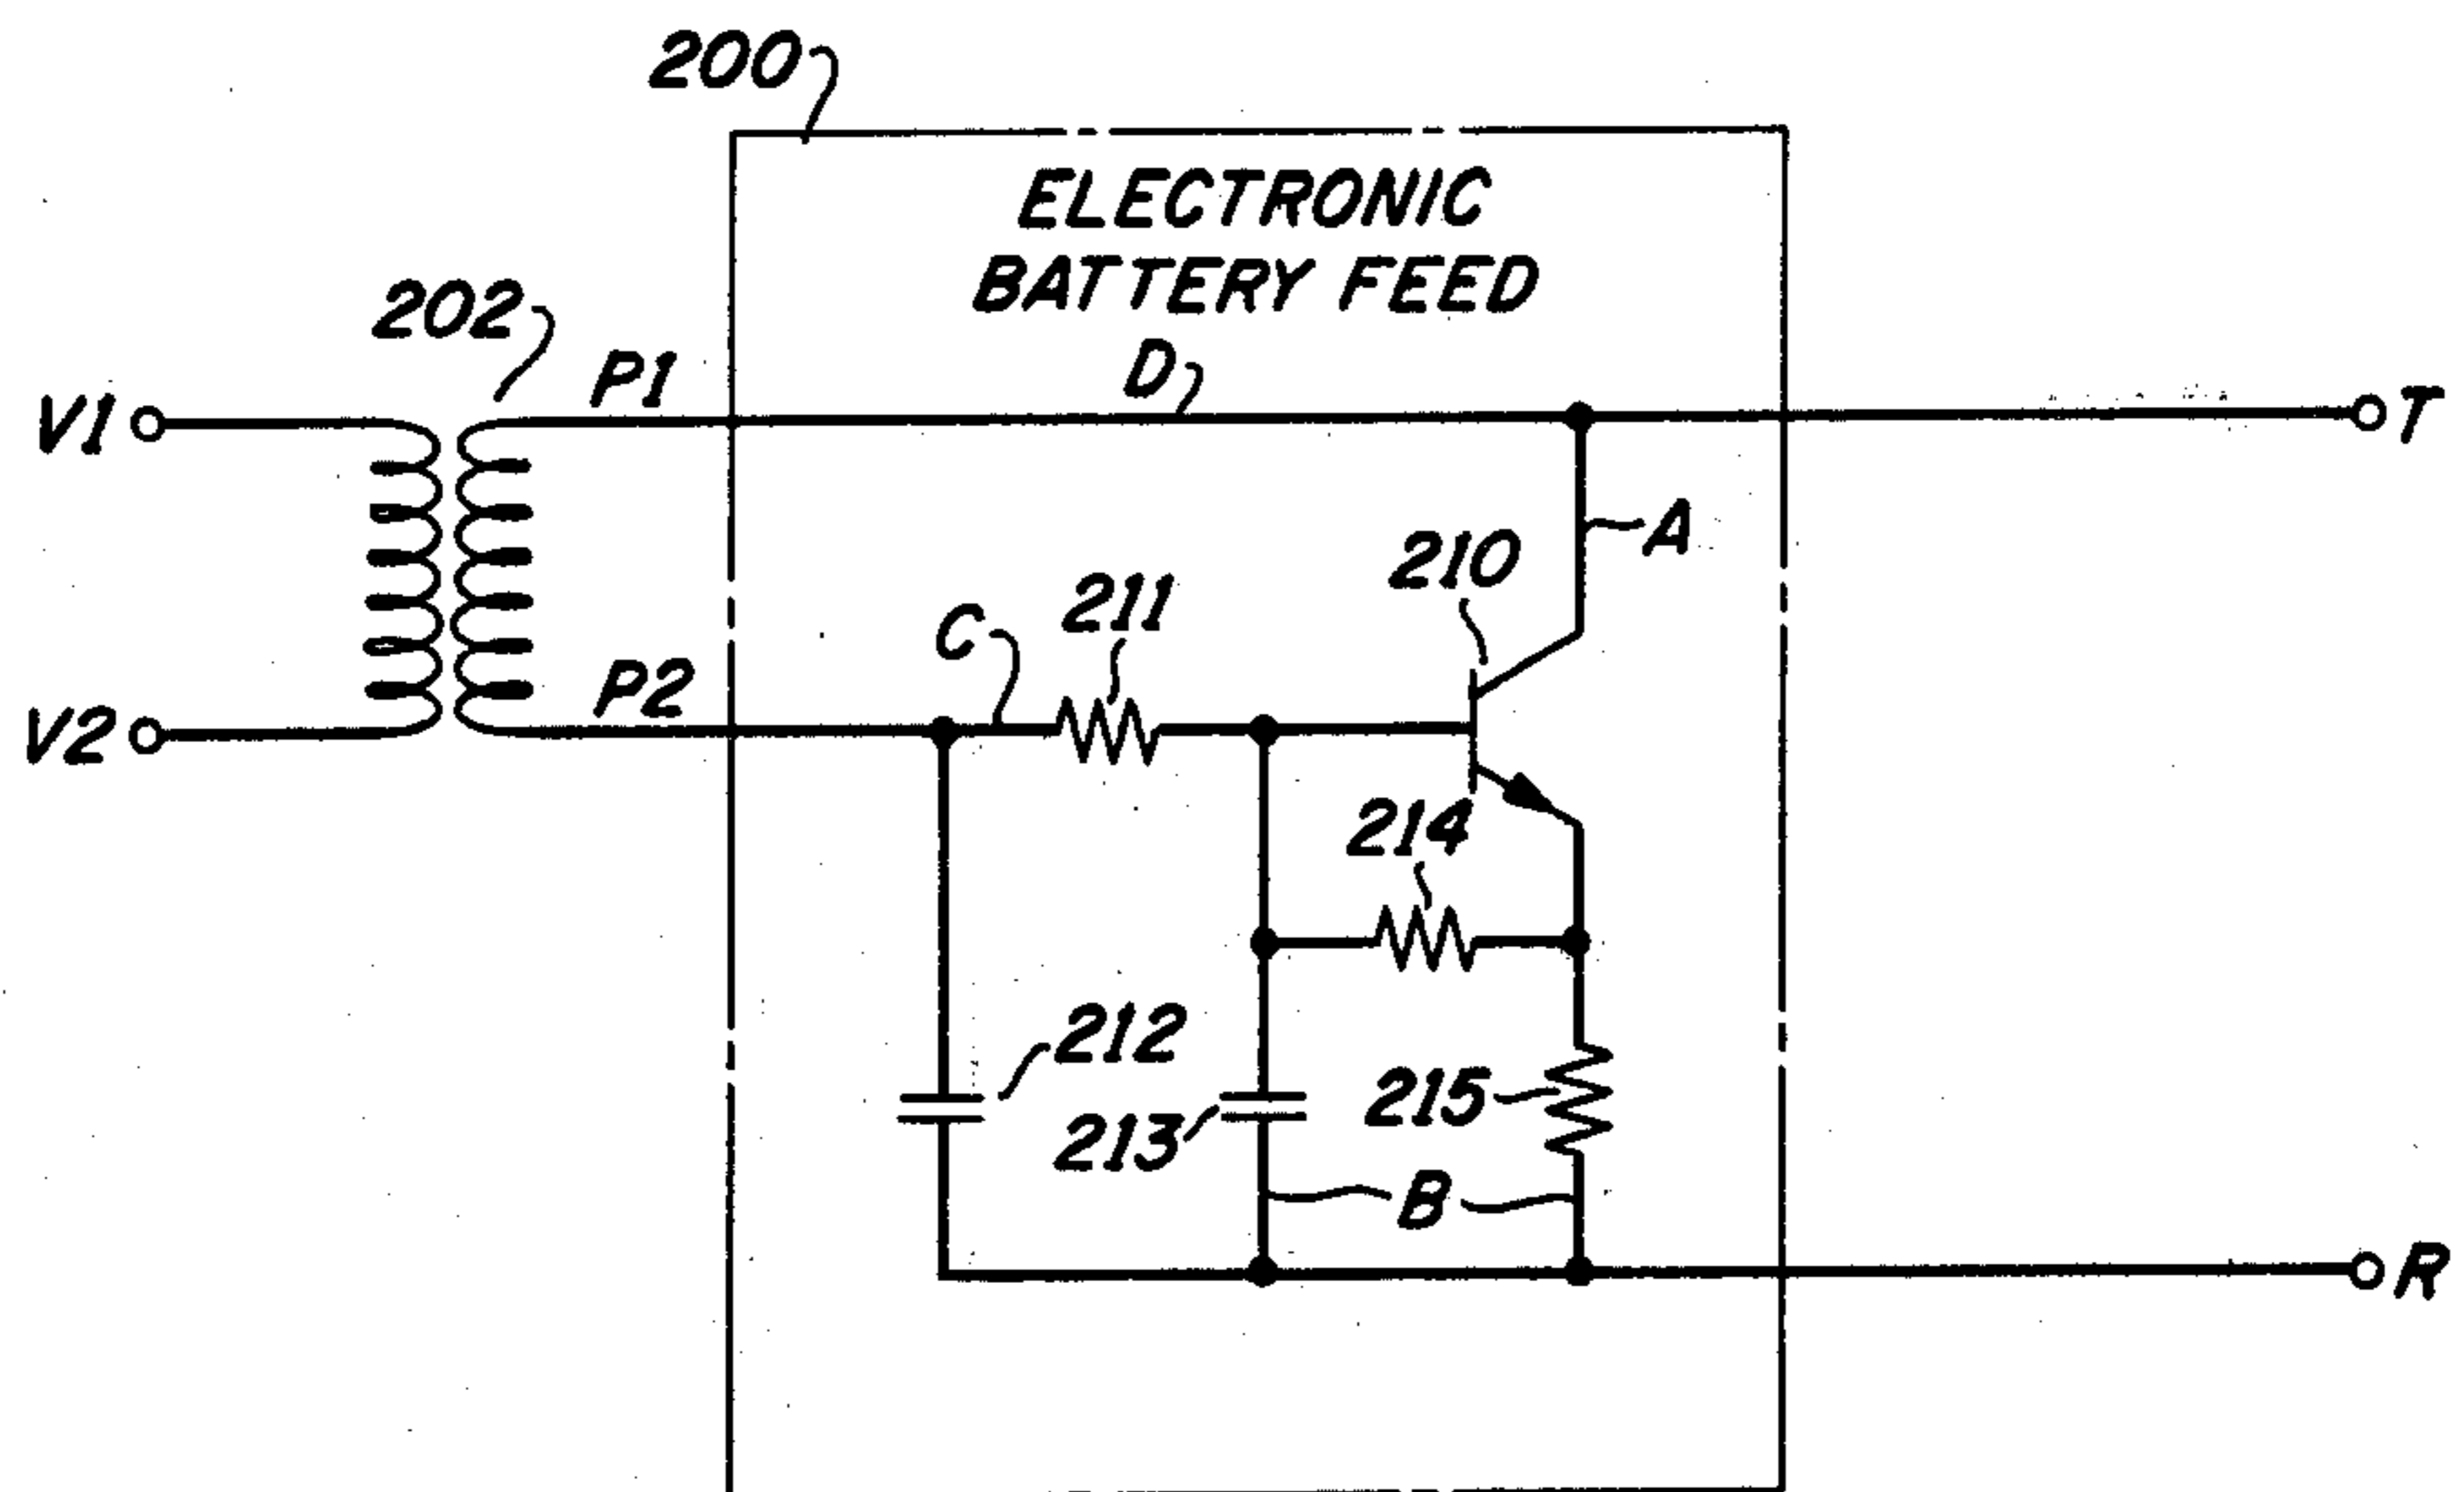 200
ELECTRONIC
BATTERY FEED
202
P1
D
V1
T
A
210
211
C
P2
V2
214
212
215
213
B
R